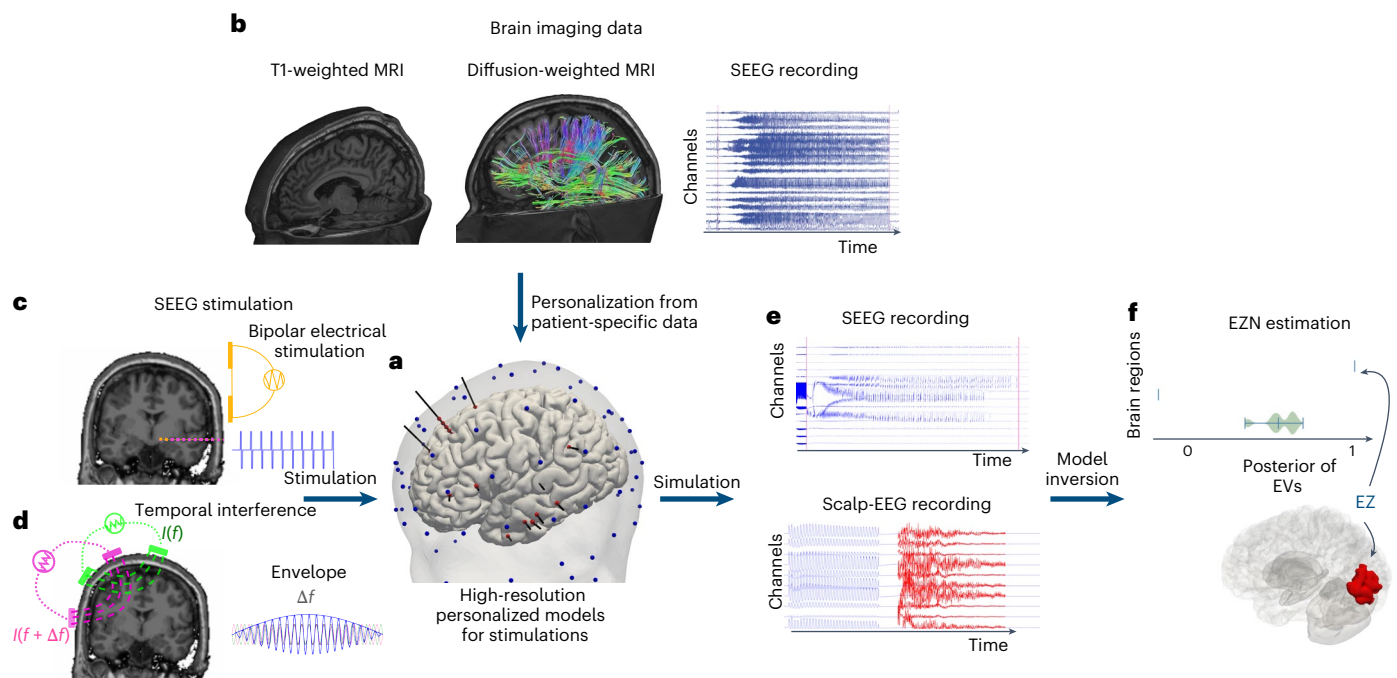 b
Brain imaging data
T1-weighted MRI
Diffusion-weighted MRI
SEEG recording
Channels
Time
Personalization from
patient-specific data
c
SEEG stimulation
Bipolar electrical
stimulation
Stimulation
d
Temporal interference
I(f)
I(f + Δf)
Envelope
Δf
a
High-resolution
personalized models
for stimulations
Simulation
e
SEEG recording
Channels
Time
Scalp-EEG recording
Channels
Time
Model
inversion
f
EZN estimation
Brain regions
0
1
Posterior of
EVs
EZ